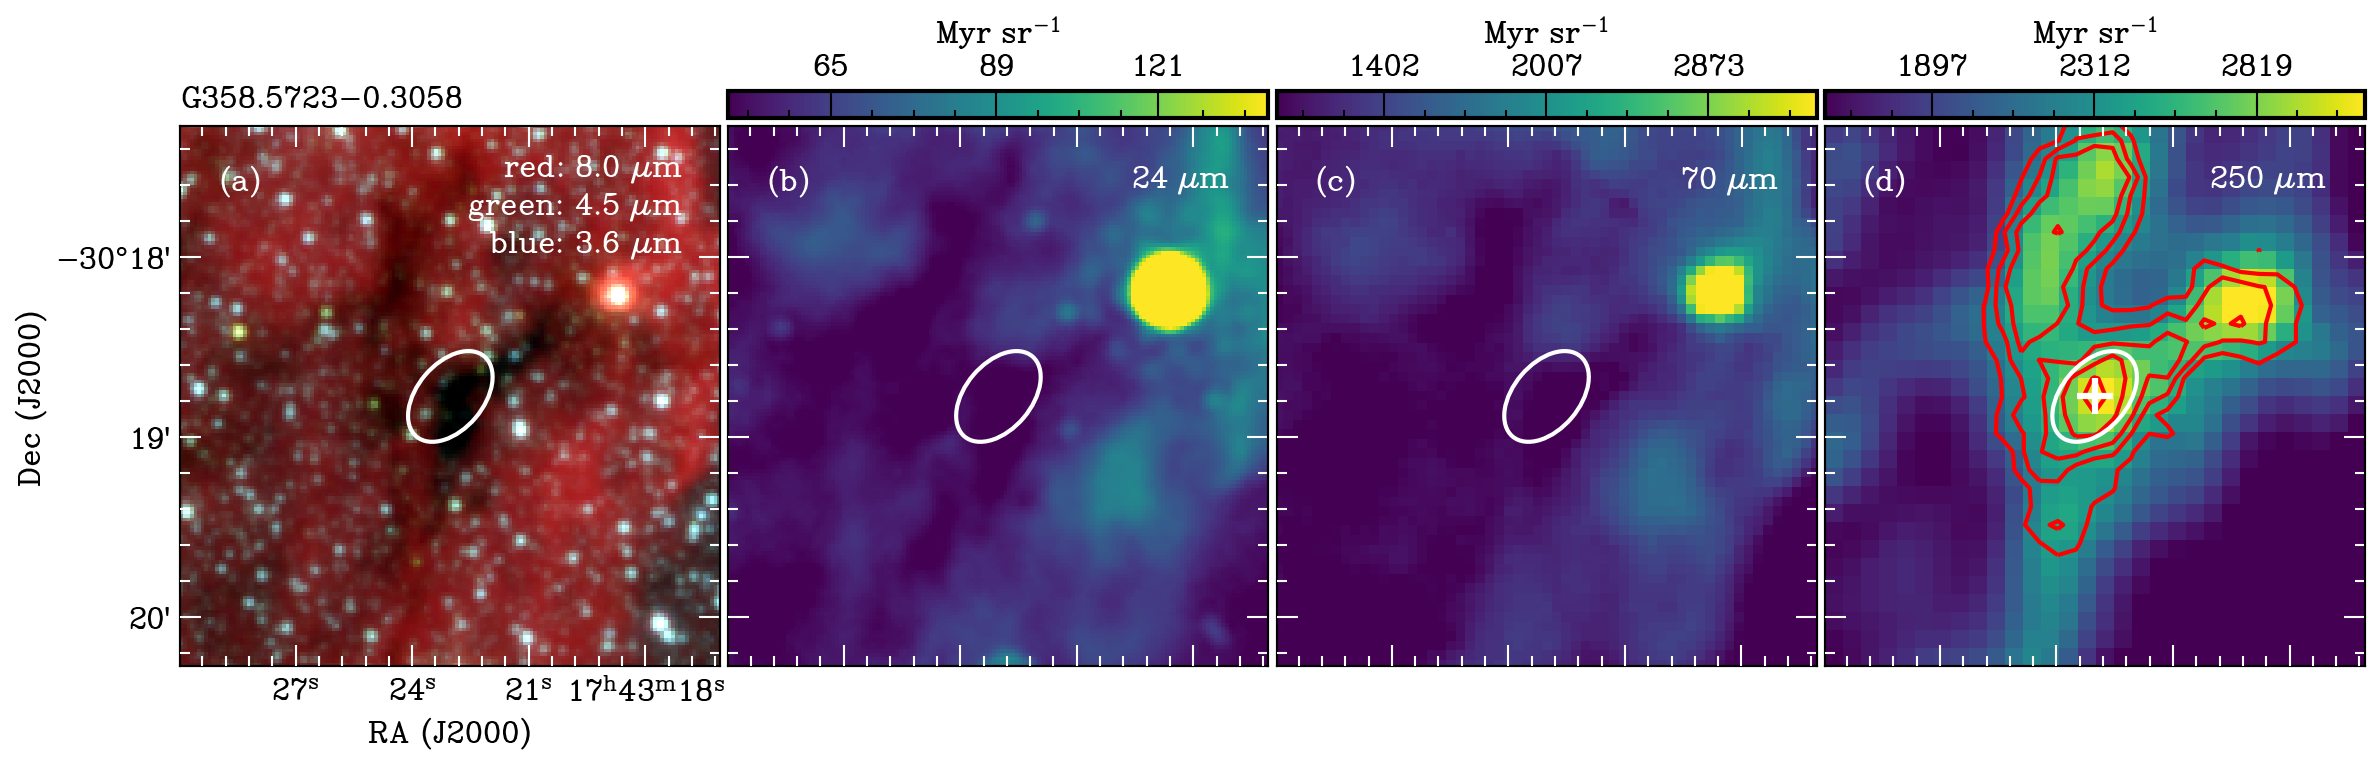 Myr sr⁻¹
65 89 121
Myr sr⁻¹
1402 2007 2873
Myr sr⁻¹
1897 2312 2819
G358.5723−0.3058
(a)
red: 8.0 μm
green: 4.5 μm
blue: 3.6 μm
(b)
24 μm
(c)
70 μm
(d)
250 μm
Dec (J2000)
−30°18'
19'
20'
27ˢ 24ˢ 21ˢ 17ʰ43ᵐ18ˢ
RA (J2000)